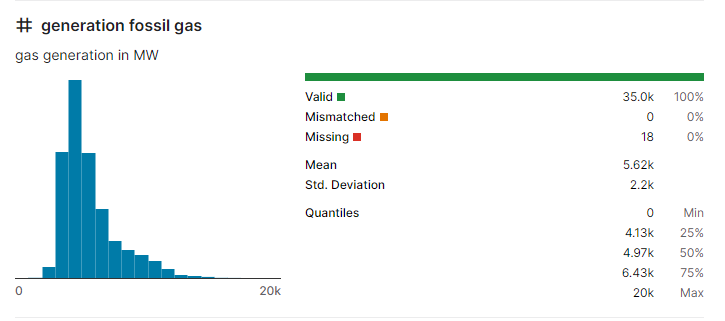 # generation fossil gas
gas generation in MW
0 20k
Valid 35.0k 100%
Mismatched 0 0%
Missing 18 0%
Mean 5.62k
Std. Deviation 2.2k
Quantiles 0 Min
4.13k 25%
4.97k 50%
6.43k 75%
20k Max